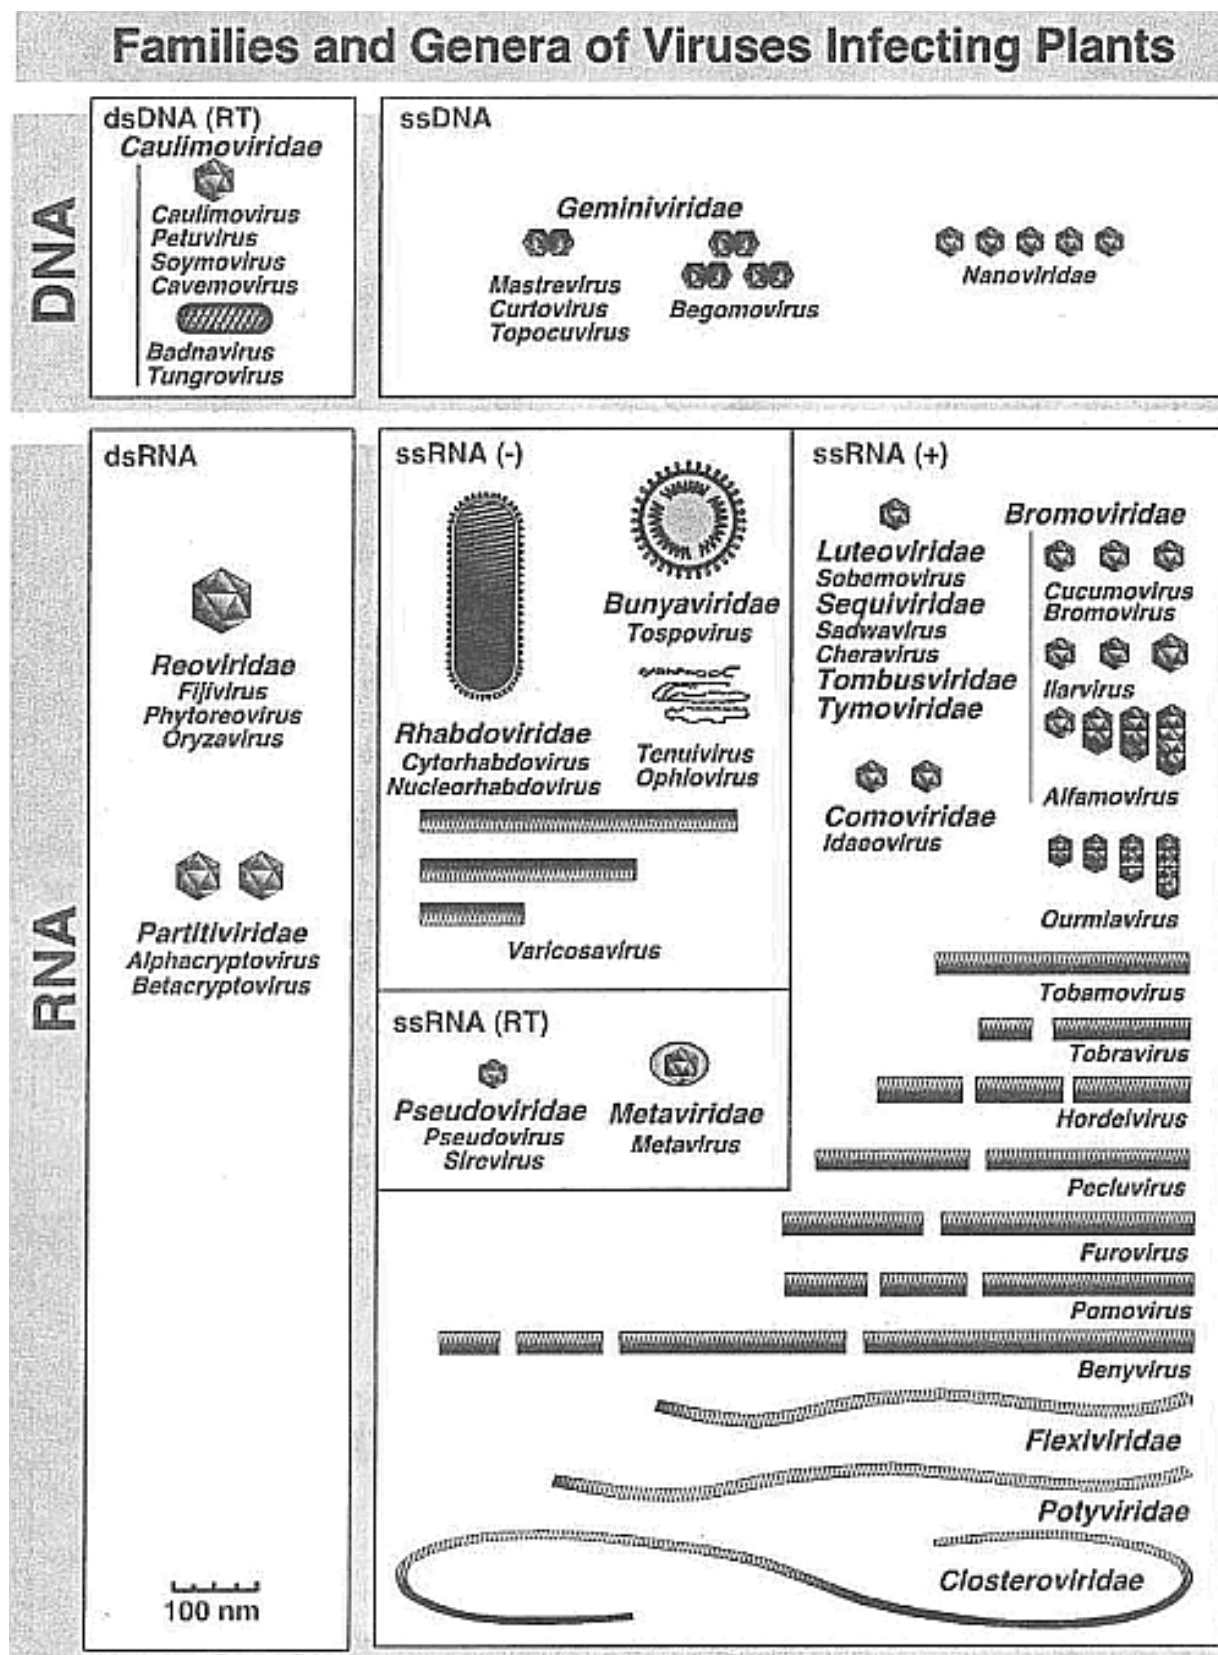 Families and Genera of Viruses Infecting Plants
DNA
dsDNA (RT)
Caulimoviridae
Caulimovirus
Petuvirus
Soymovirus
Cavemovirus
Badnavirus
Tungrovirus
ssDNA
Geminiviridae
Mastrevirus
Curtovirus
Topocuvirus
Begomovirus
Nanoviridae
RNA
dsRNA
Reoviridae
Fijivirus
Phytoreovirus
Oryzavirus
Partitiviridae
Alphacryptovirus
Betacryptovirus
100 nm
ssRNA (-)
Rhabdoviridae
Cytorhabdovirus
Nucleorhabdovirus
Bunyaviridae
Tospovirus
Tenuivirus
Ophiovirus
Varicosavirus
ssRNA (RT)
Pseudoviridae
Pseudovirus
Sirevirus
Metaviridae
Metavirus
ssRNA (+)
Luteoviridae
Sobemovirus
Sequiviridae
Sadwavirus
Cheravirus
Tombusviridae
Tymoviridae
Comoviridae
Idaeovirus
Bromoviridae
Cucumovirus
Bromovirus
Ilarvirus
Alfamovirus
Ourmiavirus
Tobamovirus
Tobravirus
Hordeivirus
Pecluvirus
Furovirus
Pomovirus
Benyvirus
Flexiviridae
Potyviridae
Closteroviridae